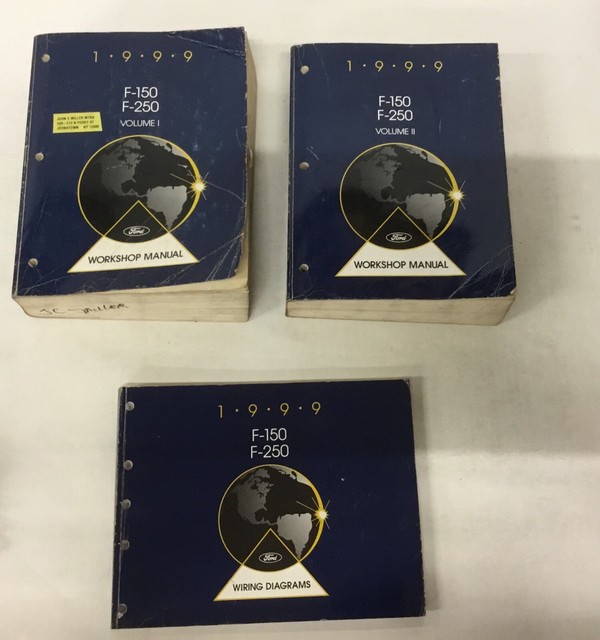 1·9·9·9
F-150
F-250
VOLUME I
Ford
WORKSHOP MANUAL
MILLER
1·9·9·9
F-150
F-250
VOLUME II
Ford
WORKSHOP MANUAL
1·9·9·9
F-150
F-250
Ford
WIRING DIAGRAMS